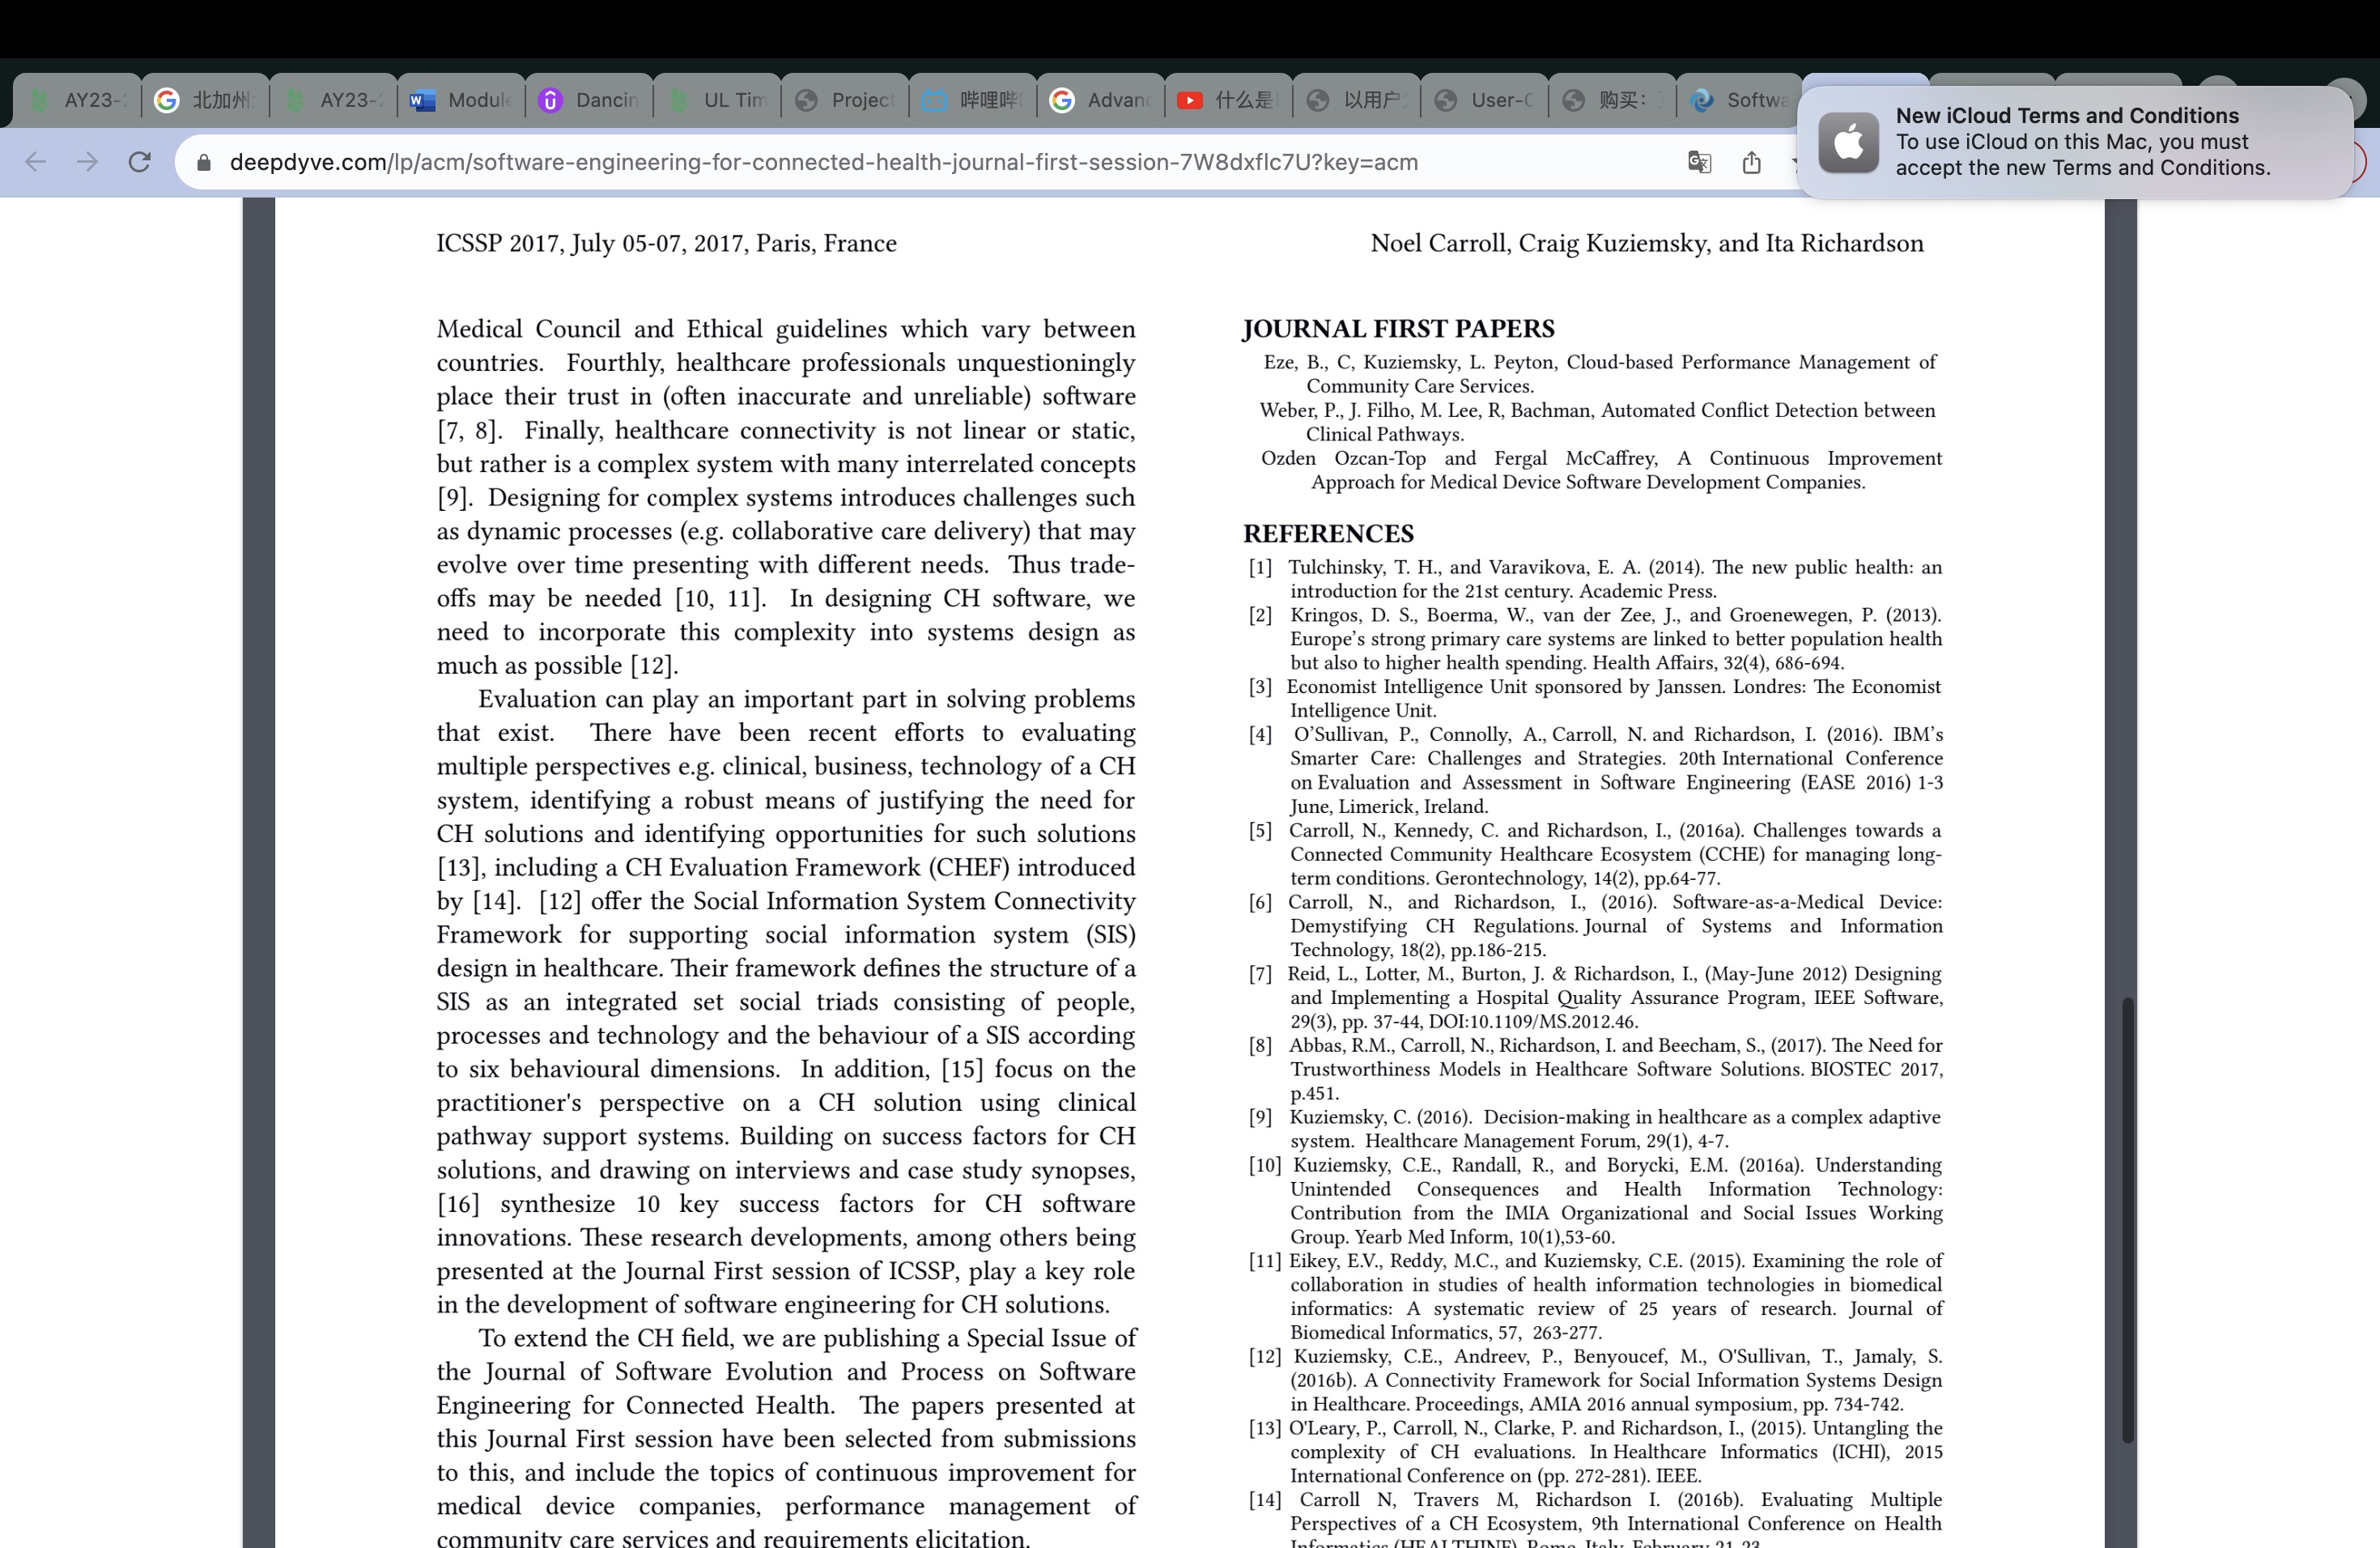 AY23-
北加州
AY23-
Module
Dancin
UL Tim
Project
哔哩哔
Advanc
什么是
以用户
User-C
购买：
Softwa
New iCloud Terms and Conditions
To use iCloud on this Mac, you must
accept the new Terms and Conditions.
deepdyve.com/lp/acm/software-engineering-for-connected-health-journal-first-session-7W8dxflc7U?key=acm
ICSSP 2017, July 05-07, 2017, Paris, France
Noel Carroll, Craig Kuziemsky, and Ita Richardson
Medical Council and Ethical guidelines which vary between
countries. Fourthly, healthcare professionals unquestioningly
place their trust in (often inaccurate and unreliable) software
[7, 8]. Finally, healthcare connectivity is not linear or static,
but rather is a complex system with many interrelated concepts
[9]. Designing for complex systems introduces challenges such
as dynamic processes (e.g. collaborative care delivery) that may
evolve over time presenting with different needs. Thus trade-
offs may be needed [10, 11]. In designing CH software, we
need to incorporate this complexity into systems design as
much as possible [12].
Evaluation can play an important part in solving problems
that exist. There have been recent efforts to evaluating
multiple perspectives e.g. clinical, business, technology of a CH
system, identifying a robust means of justifying the need for
CH solutions and identifying opportunities for such solutions
[13], including a CH Evaluation Framework (CHEF) introduced
by [14]. [12] offer the Social Information System Connectivity
Framework for supporting social information system (SIS)
design in healthcare. Their framework defines the structure of a
SIS as an integrated set social triads consisting of people,
processes and technology and the behaviour of a SIS according
to six behavioural dimensions. In addition, [15] focus on the
practitioner's perspective on a CH solution using clinical
pathway support systems. Building on success factors for CH
solutions, and drawing on interviews and case study synopses,
[16] synthesize 10 key success factors for CH software
innovations. These research developments, among others being
presented at the Journal First session of ICSSP, play a key role
in the development of software engineering for CH solutions.
To extend the CH field, we are publishing a Special Issue of
the Journal of Software Evolution and Process on Software
Engineering for Connected Health. The papers presented at
this Journal First session have been selected from submissions
to this, and include the topics of continuous improvement for
medical device companies, performance management of
community care services and requirements elicitation.
JOURNAL FIRST PAPERS
Eze, B., C, Kuziemsky, L. Peyton, Cloud-based Performance Management of
Community Care Services.
Weber, P., J. Filho, M. Lee, R, Bachman, Automated Conflict Detection between
Clinical Pathways.
Ozden Ozcan-Top and Fergal McCaffrey, A Continuous Improvement
Approach for Medical Device Software Development Companies.
REFERENCES
[1] Tulchinsky, T. H., and Varavikova, E. A. (2014). The new public health: an
introduction for the 21st century. Academic Press.
[2] Kringos, D. S., Boerma, W., van der Zee, J., and Groenewegen, P. (2013).
Europe's strong primary care systems are linked to better population health
but also to higher health spending. Health Affairs, 32(4), 686-694.
[3] Economist Intelligence Unit sponsored by Janssen. Londres: The Economist
Intelligence Unit.
[4] O'Sullivan, P., Connolly, A., Carroll, N. and Richardson, I. (2016). IBM's
Smarter Care: Challenges and Strategies. 20th International Conference
on Evaluation and Assessment in Software Engineering (EASE 2016) 1-3
June, Limerick, Ireland.
[5] Carroll, N., Kennedy, C. and Richardson, I., (2016a). Challenges towards a
Connected Community Healthcare Ecosystem (CCHE) for managing long-
term conditions. Gerontechnology, 14(2), pp.64-77.
[6] Carroll, N., and Richardson, I., (2016). Software-as-a-Medical Device:
Demystifying CH Regulations. Journal of Systems and Information
Technology, 18(2), pp.186-215.
[7] Reid, L., Lotter, M., Burton, J. & Richardson, I., (May-June 2012) Designing
and Implementing a Hospital Quality Assurance Program, IEEE Software,
29(3), pp. 37-44, DOI:10.1109/MS.2012.46.
[8] Abbas, R.M., Carroll, N., Richardson, I. and Beecham, S., (2017). The Need for
Trustworthiness Models in Healthcare Software Solutions. BIOSTEC 2017,
p.451.
[9] Kuziemsky, C. (2016). Decision-making in healthcare as a complex adaptive
system. Healthcare Management Forum, 29(1), 4-7.
[10] Kuziemsky, C.E., Randall, R., and Borycki, E.M. (2016a). Understanding
Unintended Consequences and Health Information Technology:
Contribution from the IMIA Organizational and Social Issues Working
Group. Yearb Med Inform, 10(1),53-60.
[11] Eikey, E.V., Reddy, M.C., and Kuziemsky, C.E. (2015). Examining the role of
collaboration in studies of health information technologies in biomedical
informatics: A systematic review of 25 years of research. Journal of
Biomedical Informatics, 57, 263-277.
[12] Kuziemsky, C.E., Andreev, P., Benyoucef, M., O'Sullivan, T., Jamaly, S.
(2016b). A Connectivity Framework for Social Information Systems Design
in Healthcare. Proceedings, AMIA 2016 annual symposium, pp. 734-742.
[13] O'Leary, P., Carroll, N., Clarke, P. and Richardson, I., (2015). Untangling the
complexity of CH evaluations. In Healthcare Informatics (ICHI), 2015
International Conference on (pp. 272-281). IEEE.
[14] Carroll N, Travers M, Richardson I. (2016b). Evaluating Multiple
Perspectives of a CH Ecosystem, 9th International Conference on Health
Informatics (HEALTHINF), Rome, Italy, February 21-23